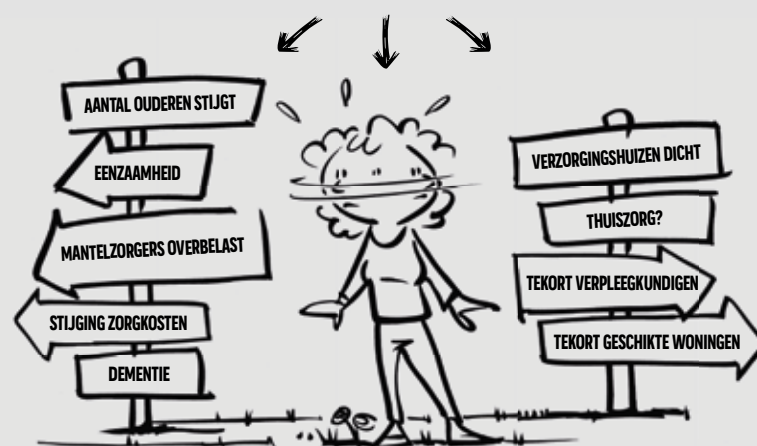 AANTAL OUDEREN STIJGT
EENZAAMHEID
MANTELZORGERS OVERBELAST
STIJGING ZORGKOSTEN
DEMENTIE
VERZORGINGSHUIZEN DICHT
THUISZORG?
TEKORT VERPLEEGKUNDIGEN
TEKORT GESCHIKTE WONINGEN